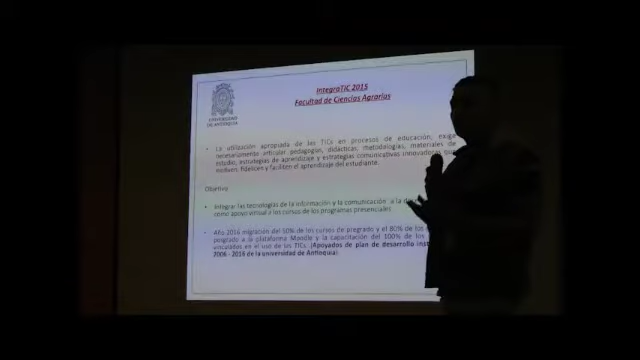 IntegraTIC 2015
Facultad de Ciencias Agrarias
UNIVERSIDAD
DE ANTIOQUIA
• La utilización apropiada de las TICs en procesos de educación, exige
necesariamente articular pedagogías, didácticas, metodologías, materiales de
estudio, estrategias de aprendizaje y estrategias comunicativas innovadoras que
motiven, fidelicen y faciliten el aprendizaje del estudiante.
Objetivo
• Integrar las tecnologías de la información y la comunicación a la
como apoyo virtual a los cursos de los programas presenciales.
• Año 2016 migración del 50% de los cursos de pregrado y el 80% de los
posgrado a la plataforma Moodle y la capacitación del 100% de los
vinculados en el uso de las TICs. (Apoyados de plan de desarrollo
2006 - 2016 de la universidad de Antioquia)